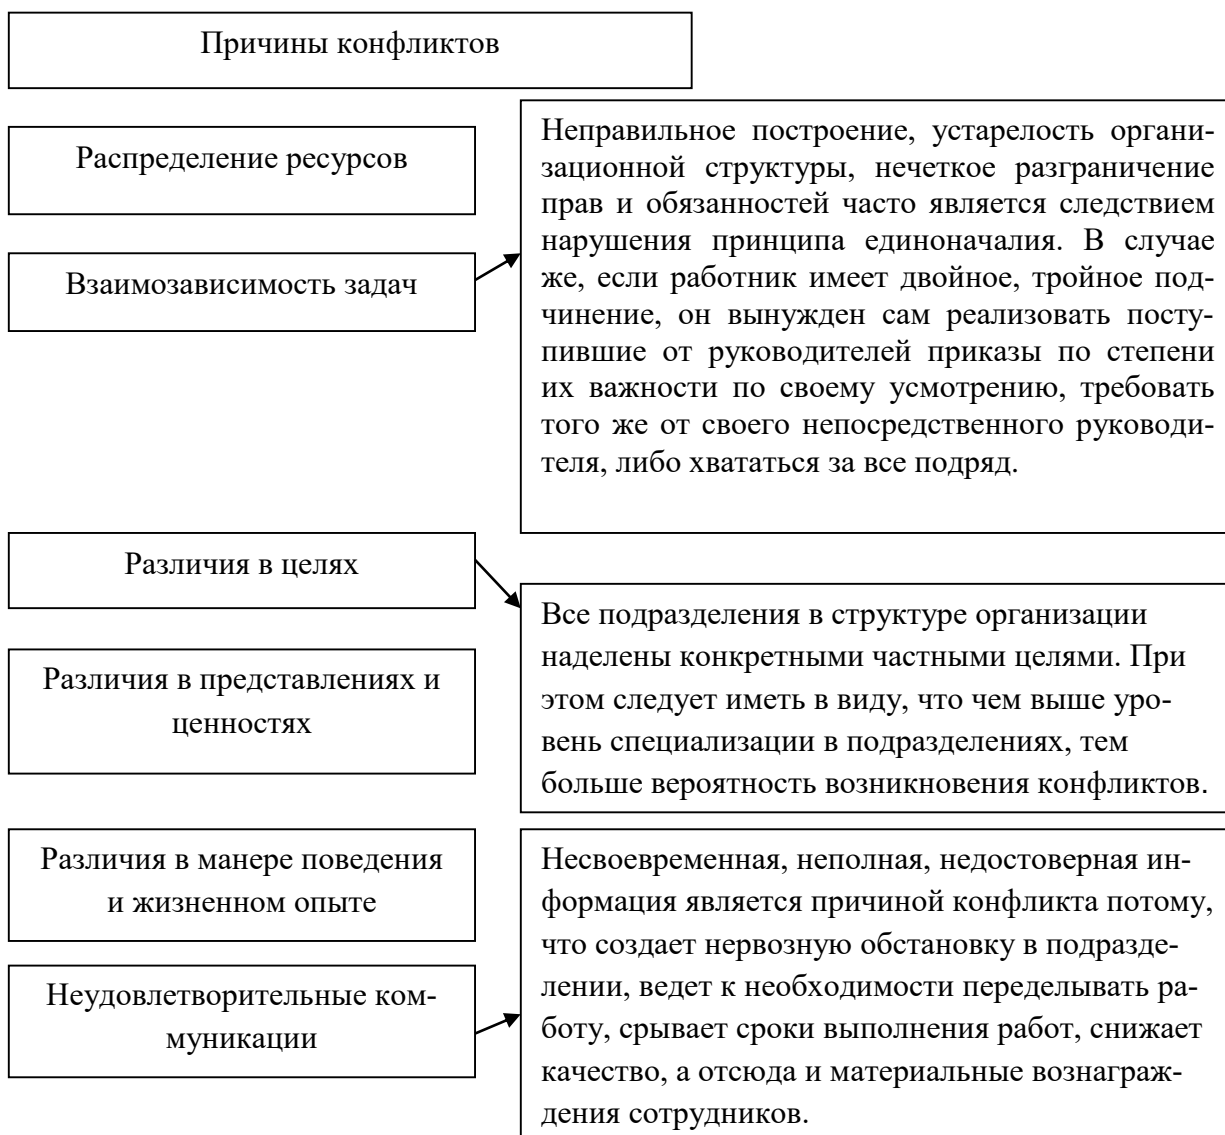 Причины конфликтов
Распределение ресурсов
Взаимозависимость задач
Неправильное построение, устарелость органи-
зационной структуры, нечеткое разграничение
прав и обязанностей часто является следствием
нарушения принципа единоначалия. В случае
же, если работник имеет двойное, тройное под-
чинение, он вынужден сам реализовать посту-
пившие от руководителей приказы по степени
их важности по своему усмотрению, требовать
того же от своего непосредственного руководи-
теля, либо хвататься за все подряд.
Различия в целях
Все подразделения в структуре организации
наделены конкретными частными целями. При
этом следует иметь в виду, что чем выше уро-
вень специализации в подразделениях, тем
больше вероятность возникновения конфликтов.
Различия в представлениях и
ценностях
Различия в манере поведения
и жизненном опыте
Неудовлетворительные ком-
муникации
Несвоевременная, неполная, недостоверная ин-
формация является причиной конфликта потому,
что создает нервозную обстановку в подразде-
лении, ведет к необходимости переделывать ра-
боту, срывает сроки выполнения работ, снижает
качество, а отсюда и материальные вознаграж-
дения сотрудников.